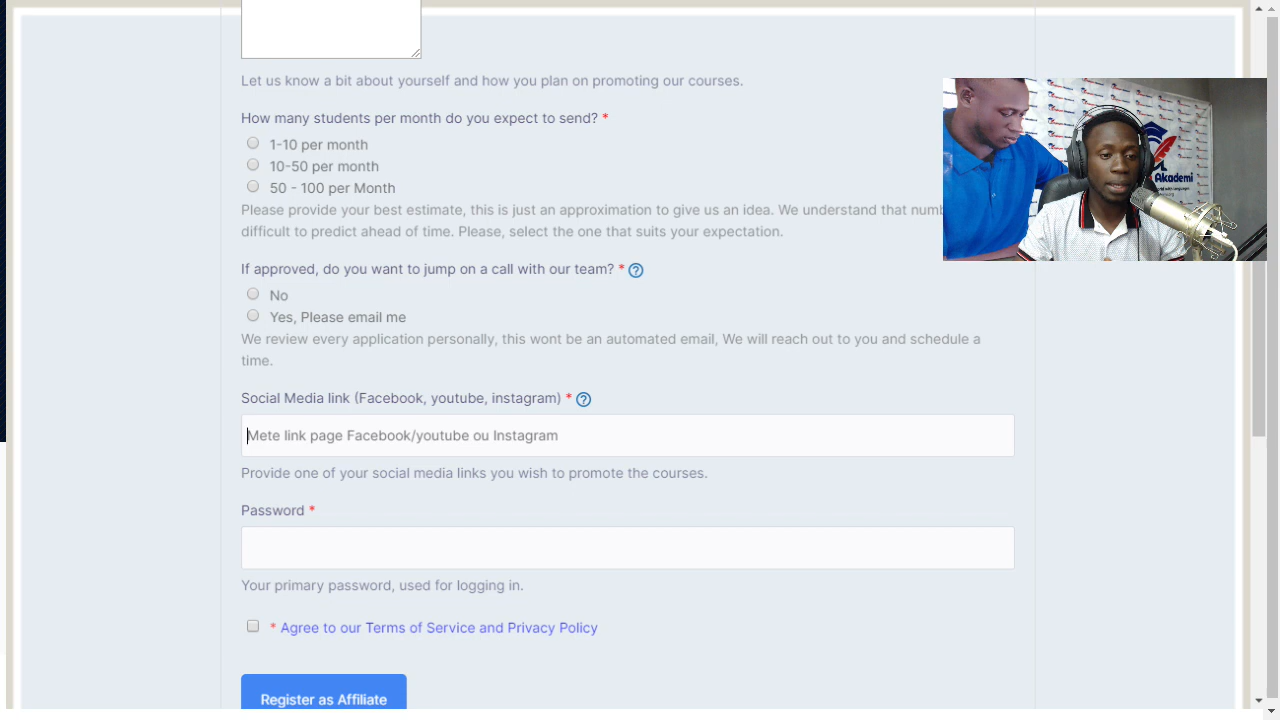 Let us know a bit about yourself and how you plan on promoting our courses.
How many students per month do you expect to send? *
1-10 per month
10-50 per month
50 - 100 per Month
Please provide your best estimate, this is just an approximation to give us an idea. We understand that
difficult to predict ahead of time. Please, select the one that suits your expectation.
If approved, do you want to jump on a call with our team? * ?
No
Yes, Please email me
We review every application personally, this wont be an automated email, We will reach out to you and schedule a
time.
Social Media link (Facebook, youtube, instagram) * ?
Mete link page Facebook/youtube ou Instagram
Provide one of your social media links you wish to promote the courses.
Password *
Your primary password, used for logging in.
* Agree to our Terms of Service and Privacy Policy
Register as Affiliate
Akademi